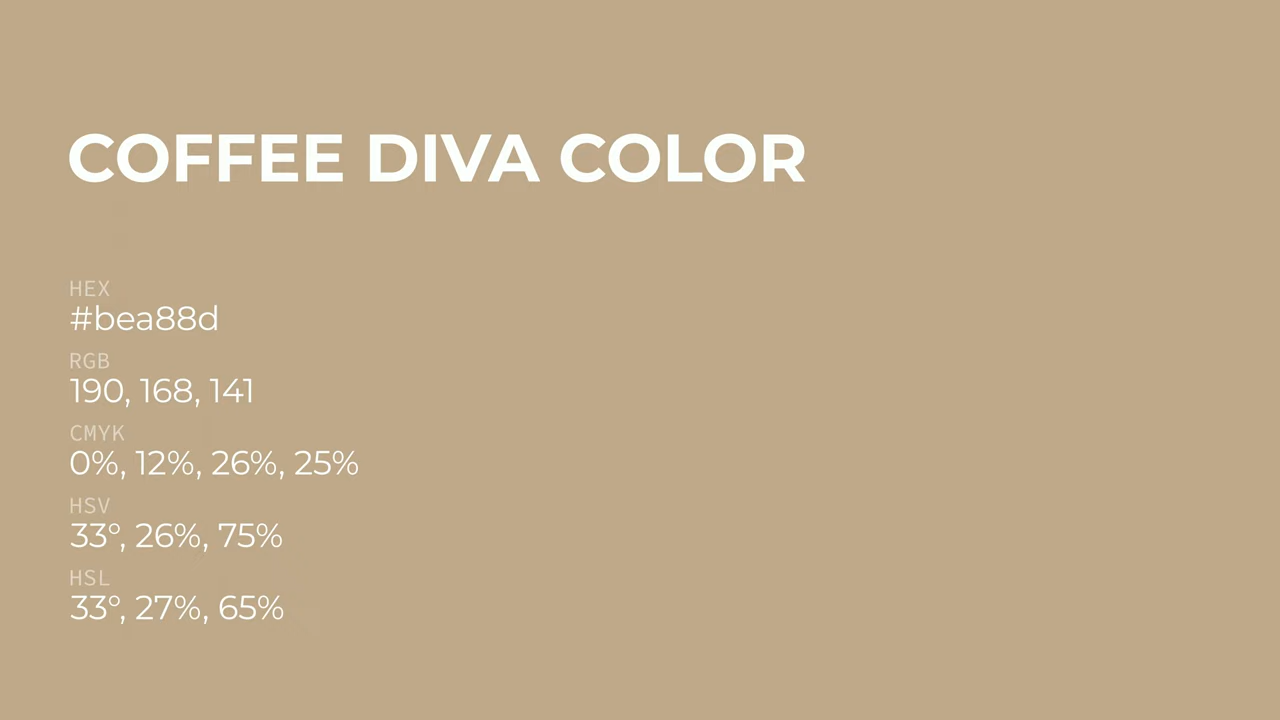 COFFEE DIVA COLOR
HEX
#bea88d
RGB
190, 168, 141
CMYK
0%, 12%, 26%, 25%
HSV
33°, 26%, 75%
HSL
33°, 27%, 65%